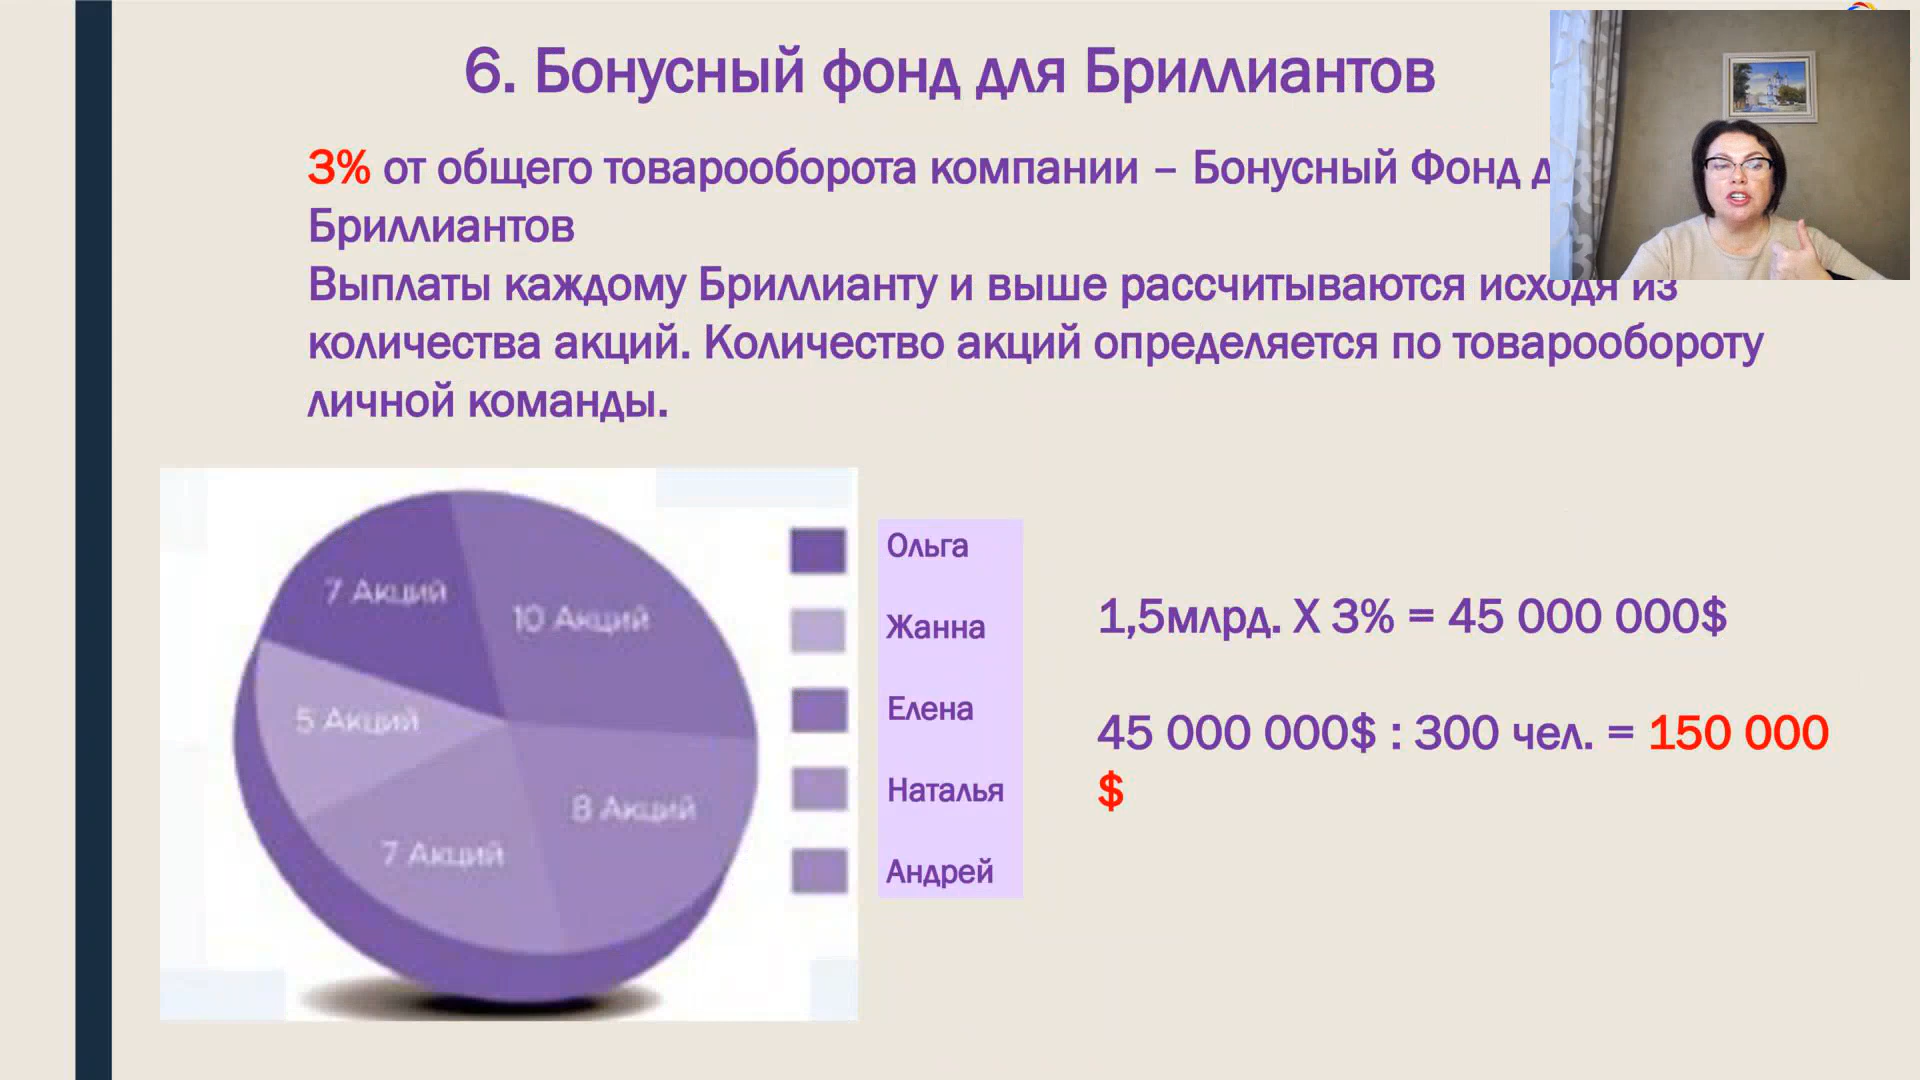 6. Бонусный фонд для Бриллиантов
3% от общего товарооборота компании – Бонусный Фонд
Бриллиантов
Выплаты каждому Бриллианту и выше рассчитываются исходя из
количества акций. Количество акций определяется по товарообороту
личной команды.
7 Акций
10 Акций
5 Акций
8 Акций
7 Акций
Ольга
Жанна
Елена
Наталья
Андрей
1,5млрд. X 3% = 45 000 000$
45 000 000$ : 300 чел. = 150 000
$